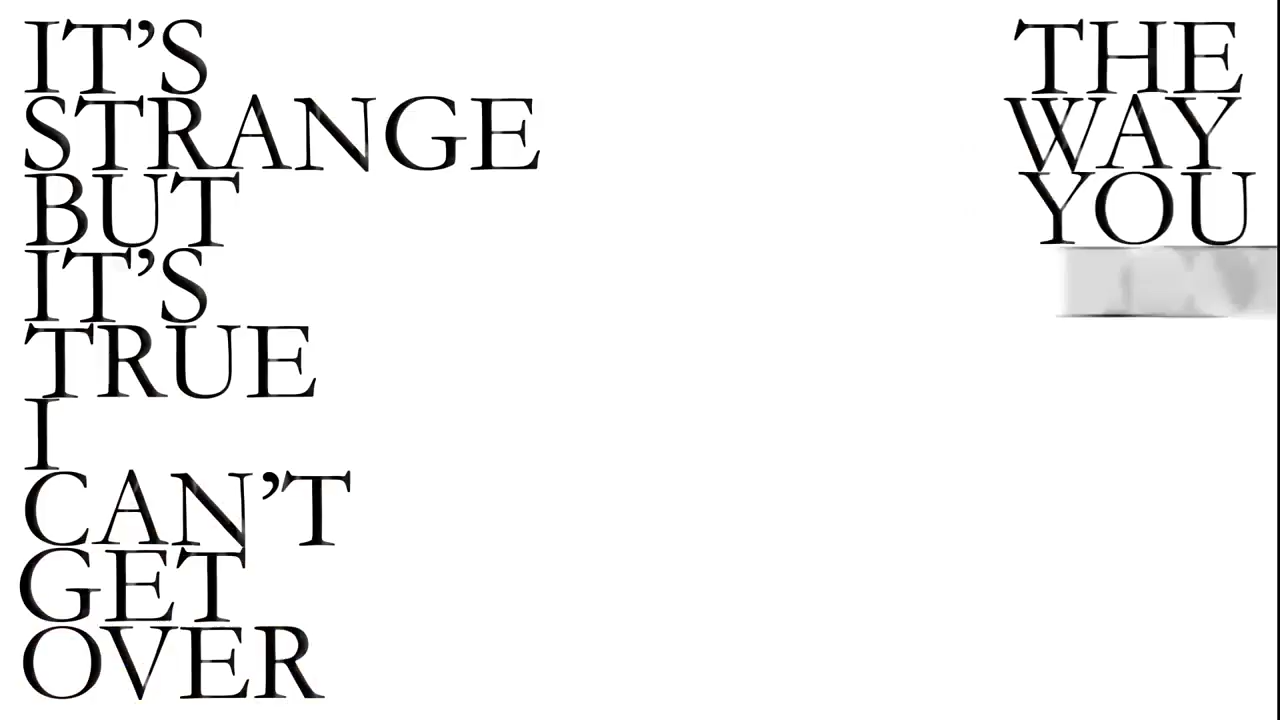 IT’S
STRANGE
BUT
IT’S
TRUE
I
CAN’T
GET
OVER
THE
WAY
YOU